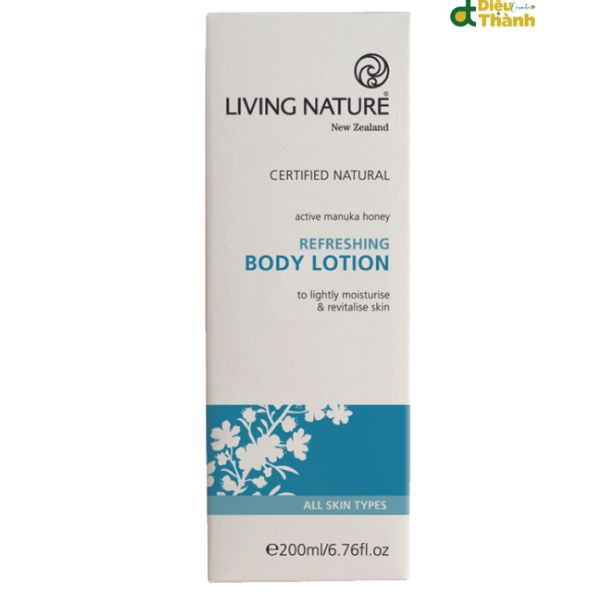 Diệu
Thành
LIVING NATURE®
New Zealand
CERTIFIED NATURAL
active manuka honey
REFRESHING
BODY LOTION
to lightly moisturise
& revitalise skin
ALL SKIN TYPES
℮200ml/6.76fl.oz